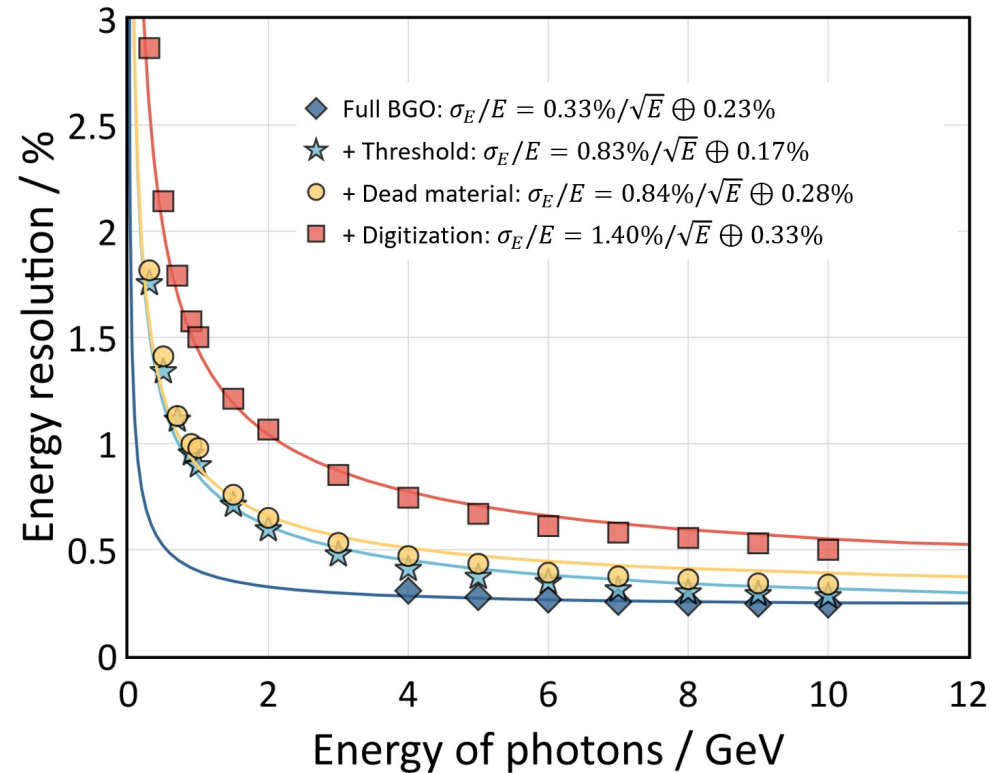 3
2.5
2
1.5
1
0.5
0
Energy resolution / %
Full BGO: σ_E/E = 0.33%/√E ⊕ 0.23%
+ Threshold: σ_E/E = 0.83%/√E ⊕ 0.17%
+ Dead material: σ_E/E = 0.84%/√E ⊕ 0.28%
+ Digitization: σ_E/E = 1.40%/√E ⊕ 0.33%
0 2 4 6 8 10 12
Energy of photons / GeV